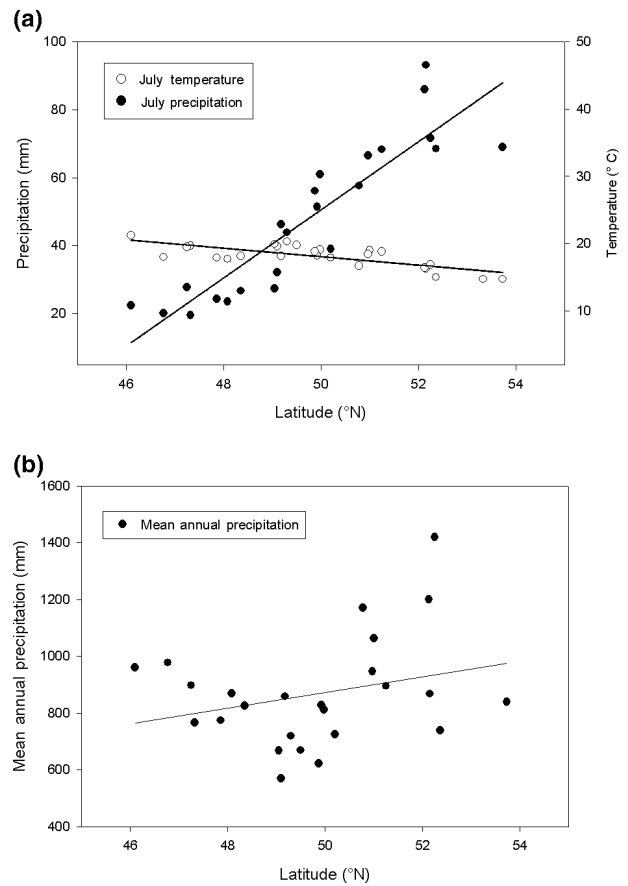 (a)
100
80
60
40
20
Precipitation (mm)
July temperature
July precipitation
50
40
30
20
10
Temperature (° C)
46 48 50 52 54
Latitude (°N)
(b)
1600
1400
1200
1000
800
600
400
Mean annual precipitation (mm)
Mean annual precipitation
46 48 50 52 54
Latitude (°N)